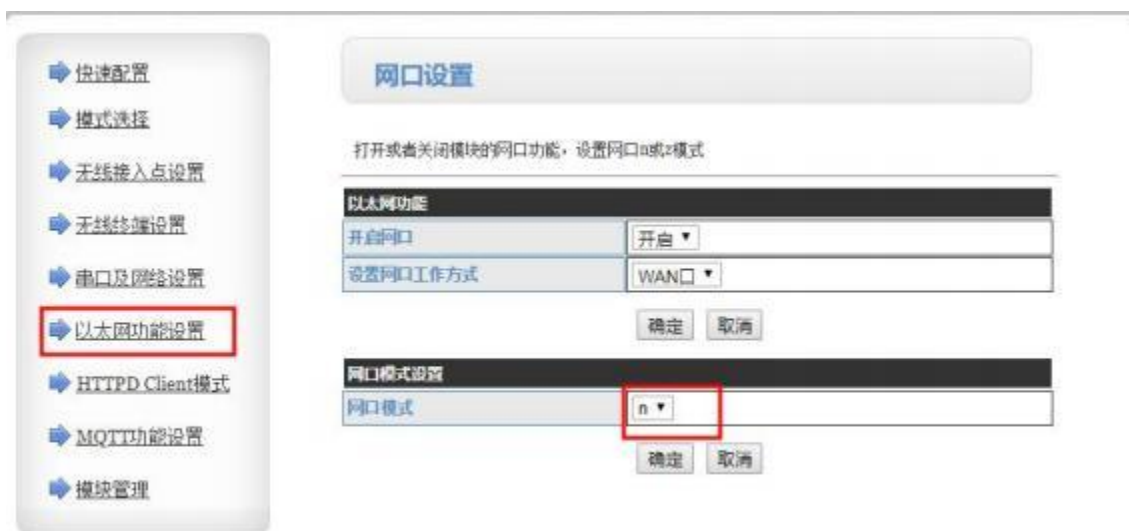 快速配置
模式选择
无线接入点设置
无线终端设置
串口及网络设置
以太网功能设置
HTTPD Client模式
MQTT功能设置
模块管理
网口设置
打开或者关闭模块的网口功能，设置网口n或z模式
以太网功能
开启网口 开启
设置网口工作方式 WAN口
确定 取消
网口模式设置
网口模式 n
确定 取消